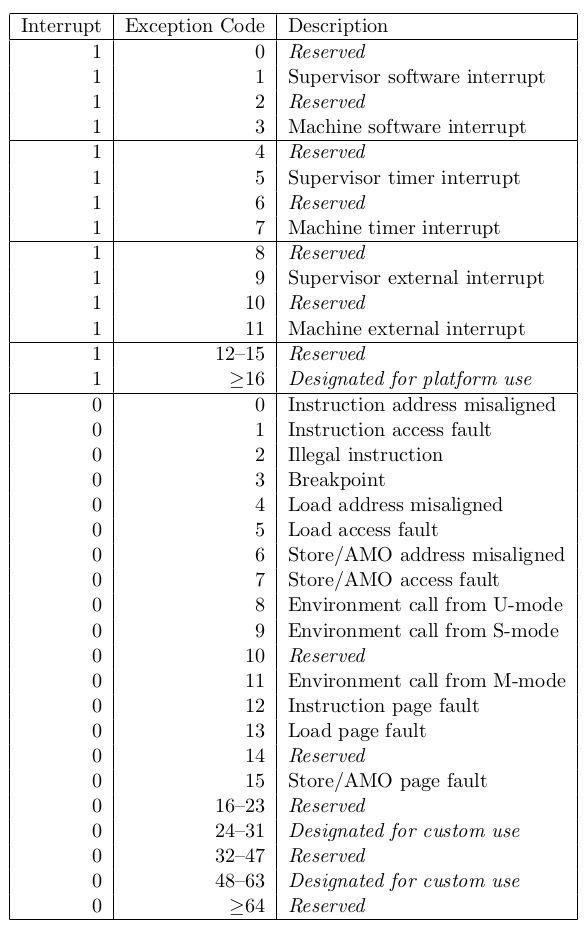 Interrupt Exception Code Description
1 0 Reserved
1 1 Supervisor software interrupt
1 2 Reserved
1 3 Machine software interrupt
1 4 Reserved
1 5 Supervisor timer interrupt
1 6 Reserved
1 7 Machine timer interrupt
1 8 Reserved
1 9 Supervisor external interrupt
1 10 Reserved
1 11 Machine external interrupt
1 12–15 Reserved
1 ≥16 Designated for platform use
0 0 Instruction address misaligned
0 1 Instruction access fault
0 2 Illegal instruction
0 3 Breakpoint
0 4 Load address misaligned
0 5 Load access fault
0 6 Store/AMO address misaligned
0 7 Store/AMO access fault
0 8 Environment call from U-mode
0 9 Environment call from S-mode
0 10 Reserved
0 11 Environment call from M-mode
0 12 Instruction page fault
0 13 Load page fault
0 14 Reserved
0 15 Store/AMO page fault
0 16–23 Reserved
0 24–31 Designated for custom use
0 32–47 Reserved
0 48–63 Designated for custom use
0 ≥64 Reserved